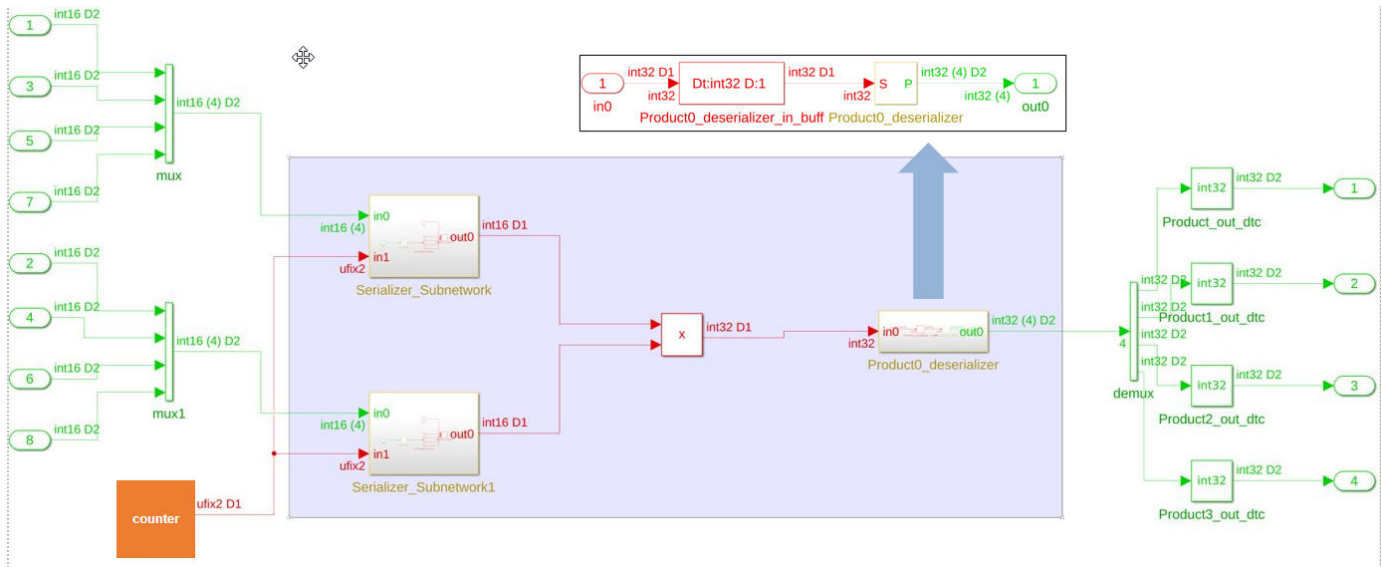 int16 D2
1
int16 D2
3
int16 D2
5
int16 D2
7
int16 (4) D2
mux
int16 D2
2
int16 D2
4
int16 D2
6
int16 D2
8
int16 (4) D2
mux1
counter
ufix2 D1
in0
int16 (4)
in1
ufix2
out0
int16 D1
Serializer_Subnetwork
in0
int16 (4)
in1
ufix2
out0
int16 D1
Serializer_Subnetwork1
x
int32 D1
1
in0
int32 D1
int32
Dt:int32 D:1
Product0_deserializer_in_buff
int32 D1
int32
S P
Product0_deserializer
int32 (4) D2
int32 (4)
1
out0
in0
int32
out0
int32 (4) D2
Product0_deserializer
4
demux
int32 D2
int32 D2
int32 D2
int32 D2
int32
int32 D2
1
Product_out_dtc
int32
int32 D2
2
Product1_out_dtc
int32
int32 D2
3
Product2_out_dtc
int32
int32 D2
4
Product3_out_dtc